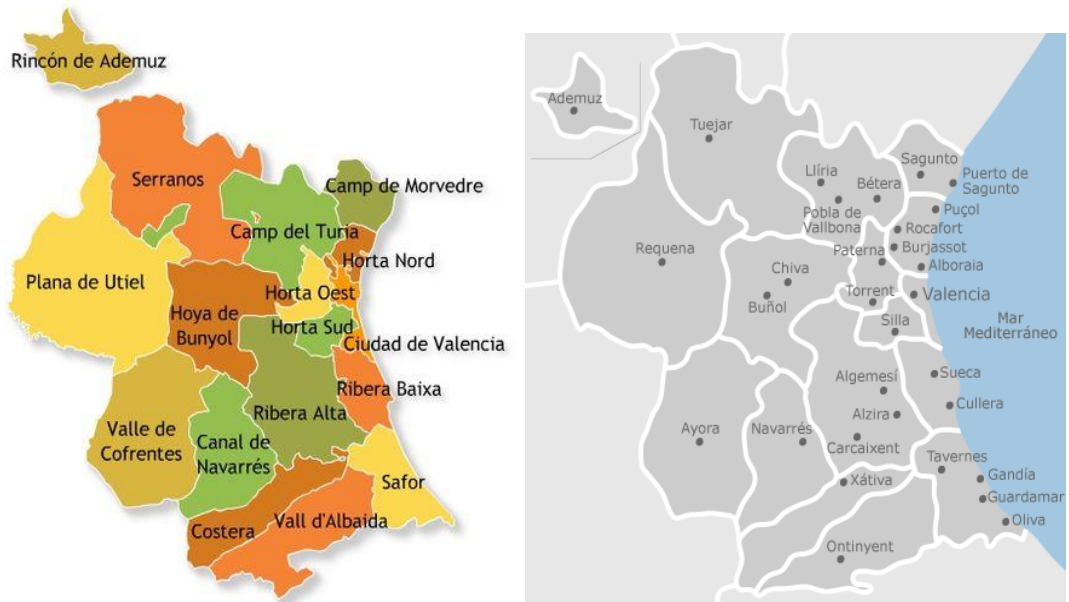 Rincón de Ademuz
Serranos
Camp de Morvedre
Camp del Turia
Horta Nord
Plana de Utiel
Horta Oest
Hoya de
Bunyol
Horta Sud
Ciudad de Valencia
Ribera Baixa
Ribera Alta
Valle de
Cofrentes
Canal de
Navarrés
Safor
Costera
Vall d'Albaida
Ademuz
Tuejar
Sagunto
Puerto de
Sagunto
Llíria
Bétera
Pobla de
Vallbona
Puçol
Rocafort
Burjassot
Paterna
Alboraia
Requena
Chiva
Buñol
Torrent
Valencia
Silla
Mar
Mediterráneo
Algemesí
Sueca
Cullera
Alzira
Ayora
Navarrés
Carcaixent
Tavernes
Gandía
Xátiva
Guardamar
Oliva
Ontinyent